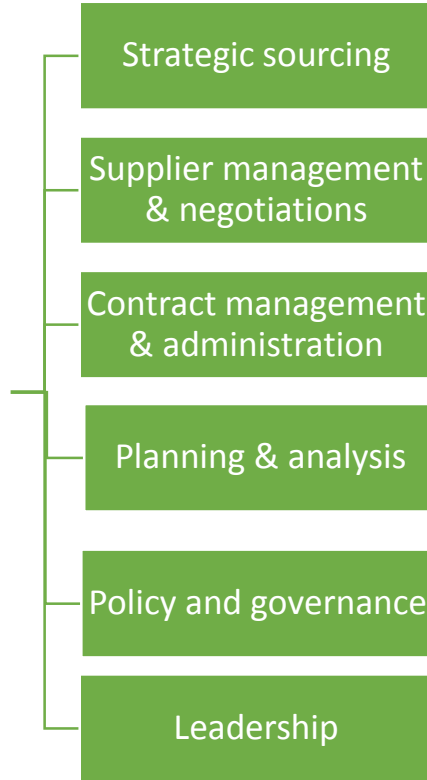 Strategic sourcing
Supplier management
& negotiations
Contract management
& administration
Planning & analysis
Policy and governance
Leadership